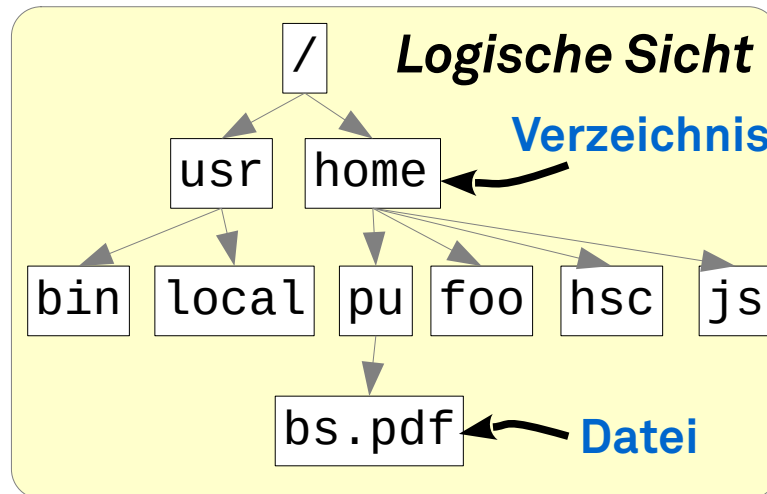 /
Logische Sicht
Verzeichnis
usr home
bin local pu foo hsc js
bs.pdf
Datei